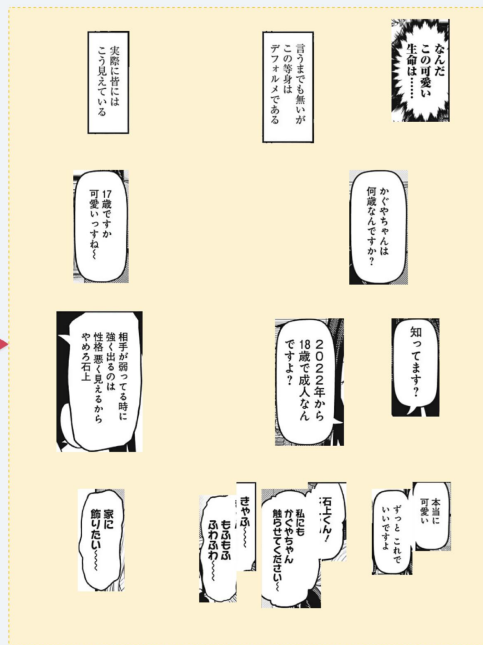 なんだ
この可愛い
生命は……
言うまでも無いが
この等身は
デフォルメである
実際に皆には
こう見えている
かぐやちゃんは
何歳なんですか?
17歳ですか
可愛いっすね〜
知ってます?
2022年から
18歳で成人なん
ですよ?
相手が弱ってる時に
強く出るのは
性格悪く見えるから
やめろ石上
本当に
可愛い
ずっとこれで
いいですよ
石上くん!
私にも
かぐやちゃん
触らせてください〜
きゃふ〜〜
もふもふ
ふわふわ〜〜
家に
飾りたい〜〜